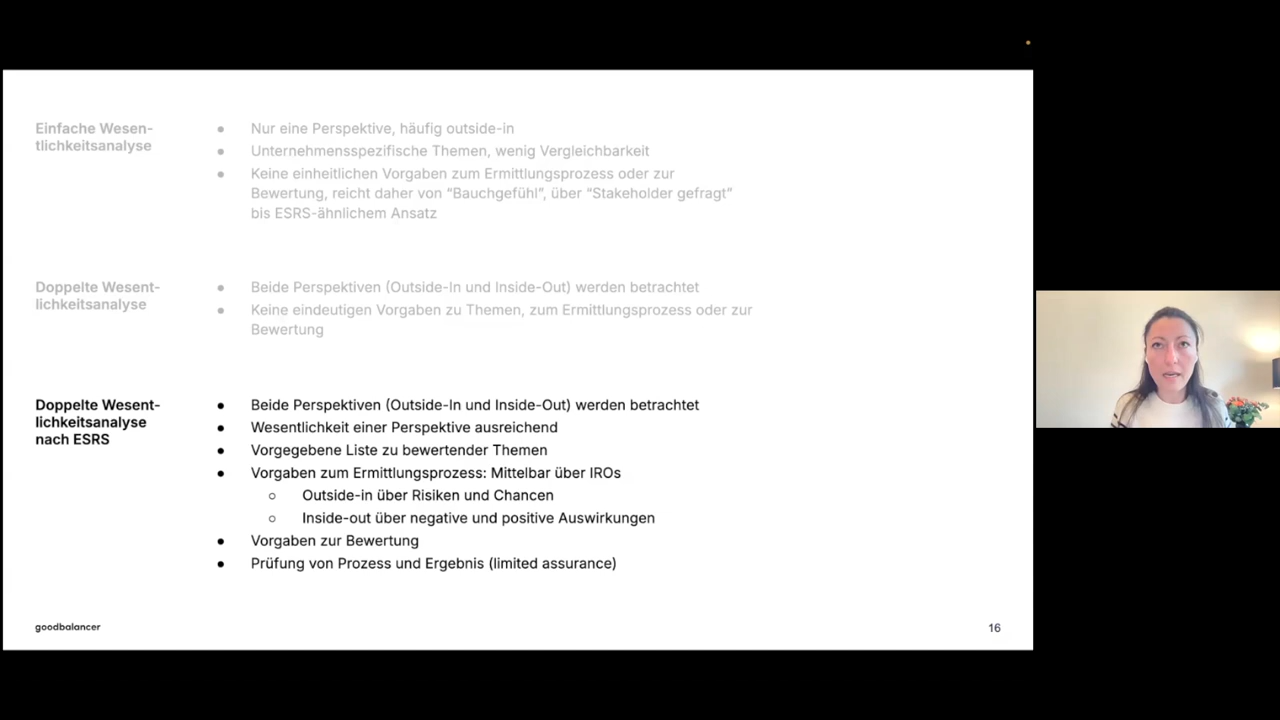 Einfache Wesen-
tlichkeitsanalyse
● Nur eine Perspektive, häufig outside-in
● Unternehmensspezifische Themen, wenig Vergleichbarkeit
● Keine einheitlichen Vorgaben zum Ermittlungsprozess oder zur
Bewertung, reicht daher von “Bauchgefühl”, über “Stakeholder gefragt”
bis ESRS-ähnlichem Ansatz
Doppelte Wesent-
lichkeitsanalyse
● Beide Perspektiven (Outside-In und Inside-Out) werden betrachtet
● Keine eindeutigen Vorgaben zu Themen, zum Ermittlungsprozess oder zur
Bewertung
Doppelte Wesent-
lichkeitsanalyse
nach ESRS
● Beide Perspektiven (Outside-In und Inside-Out) werden betrachtet
● Wesentlichkeit einer Perspektive ausreichend
● Vorgegebene Liste zu bewertender Themen
● Vorgaben zum Ermittlungsprozess: Mittelbar über IROs
○ Outside-in über Risiken und Chancen
○ Inside-out über negative und positive Auswirkungen
● Vorgaben zur Bewertung
● Prüfung von Prozess und Ergebnis (limited assurance)
goodbalancer
16